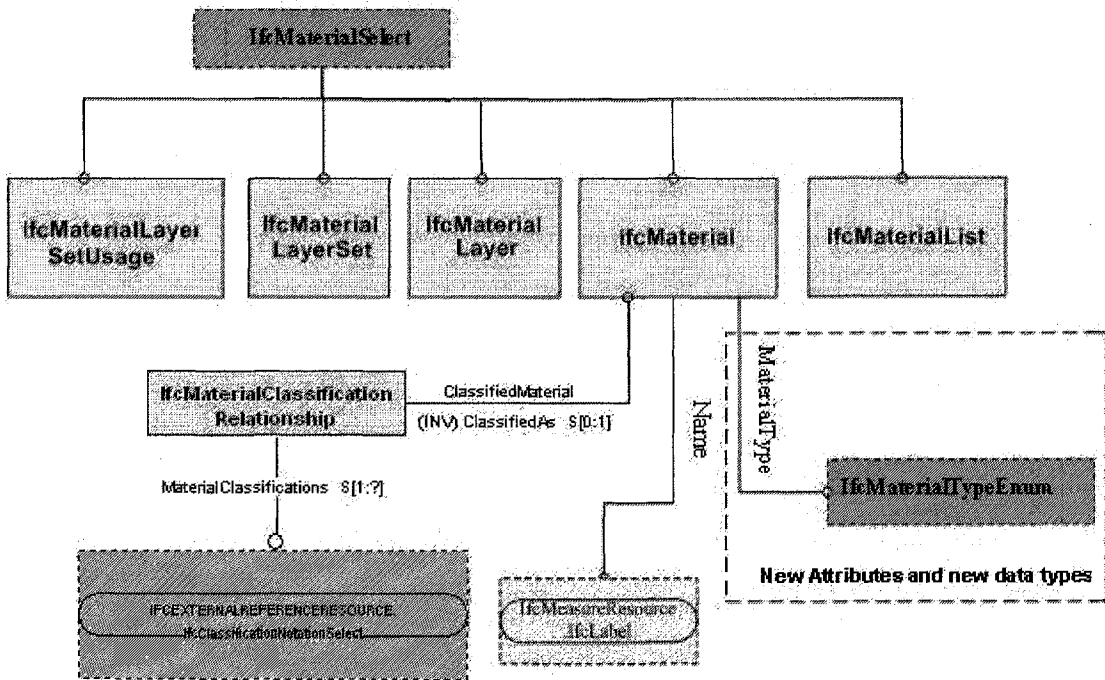 IfcMaterialSelect
IfcMaterialLayer
SetUsage
IfcMaterial
LayerSet
IfcMaterial
Layer
IfcMaterial
IfcMaterialList
IfcMaterialClassification
Relationship
ClassifiedMaterial
(INV) ClassifiedAs S[0:1]
Name
MaterialType
MaterialClassifications S[1:?]
IfcMaterialTypeEnum
New Attributes and new data types
IFCEXTERNALREFERENCERESOURCE.
IfcClassificationNotationSelect
IfcMeasureResource
IfcLabel